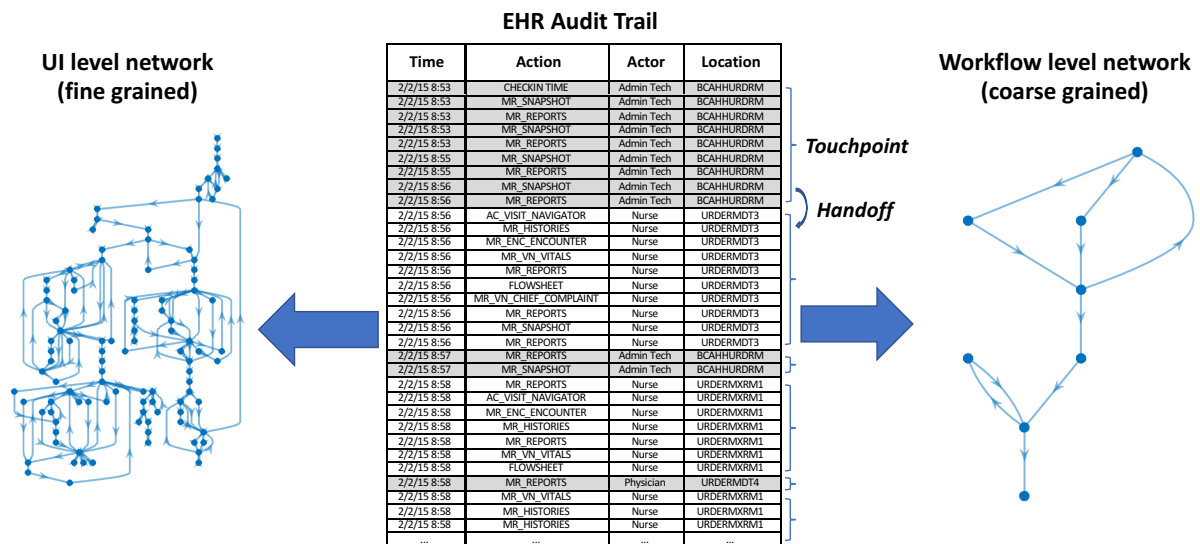 EHR Audit Trail
UI level network
(fine grained)
Time Action Actor Location
2/2/15 8:53 CHECKIN TIME Admin Tech BCAHHURDRM
2/2/15 8:53 MR_SNAPSHOT Admin Tech BCAHHURDRM
2/2/15 8:53 MR_REPORTS Admin Tech BCAHHURDRM
2/2/15 8:53 MR_SNAPSHOT Admin Tech BCAHHURDRM
2/2/15 8:53 MR_REPORTS Admin Tech BCAHHURDRM
2/2/15 8:55 MR_SNAPSHOT Admin Tech BCAHHURDRM
2/2/15 8:55 MR_REPORTS Admin Tech BCAHHURDRM
2/2/15 8:56 MR_SNAPSHOT Admin Tech BCAHHURDRM
2/2/15 8:56 MR_REPORTS Admin Tech BCAHHURDRM
2/2/15 8:56 AC_VISIT_NAVIGATOR Nurse URDERMDT3
2/2/15 8:56 MR_HISTORIES Nurse URDERMDT3
2/2/15 8:56 MR_ENC_ENCOUNTER Nurse URDERMDT3
2/2/15 8:56 MR_VN_VITALS Nurse URDERMDT3
2/2/15 8:56 MR_REPORTS Nurse URDERMDT3
2/2/15 8:56 FLOWSHEET Nurse URDERMDT3
2/2/15 8:56 MR_VN_CHIEF_COMPLAINT Nurse URDERMDT3
2/2/15 8:56 MR_REPORTS Nurse URDERMDT3
2/2/15 8:56 MR_SNAPSHOT Nurse URDERMDT3
2/2/15 8:56 MR_REPORTS Nurse URDERMDT3
2/2/15 8:57 MR_REPORTS Admin Tech BCAHHURDRM
2/2/15 8:57 MR_SNAPSHOT Admin Tech BCAHHURDRM
2/2/15 8:58 MR_REPORTS Nurse URDERMXRM1
2/2/15 8:58 AC_VISIT_NAVIGATOR Nurse URDERMXRM1
2/2/15 8:58 MR_ENC_ENCOUNTER Nurse URDERMXRM1
2/2/15 8:58 MR_HISTORIES Nurse URDERMXRM1
2/2/15 8:58 MR_REPORTS Nurse URDERMXRM1
2/2/15 8:58 MR_VN_VITALS Nurse URDERMXRM1
2/2/15 8:58 FLOWSHEET Nurse URDERMXRM1
2/2/15 8:58 MR_REPORTS Physician URDERMDT4
2/2/15 8:58 MR_VN_VITALS Nurse URDERMXRM1
2/2/15 8:58 MR_HISTORIES Nurse URDERMXRM1
2/2/15 8:58 MR_HISTORIES Nurse URDERMXRM1
... ... ... ...
Touchpoint
Handoff
Workflow level network
(coarse grained)